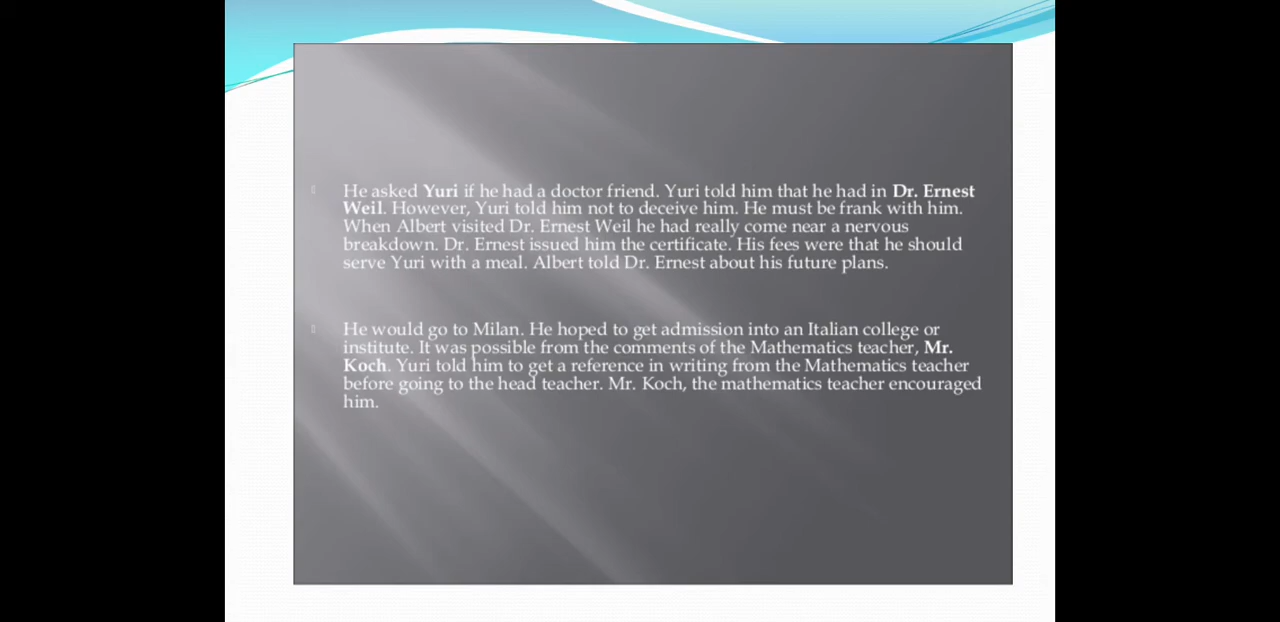 He asked Yuri if he had a doctor friend. Yuri told him that he had in Dr. Ernest
Weil. However, Yuri told him not to deceive him. He must be frank with him.
When Albert visited Dr. Ernest Weil he had really come near a nervous
breakdown. Dr. Ernest issued him the certificate. His fees were that he should
serve Yuri with a meal. Albert told Dr. Ernest about his future plans.
He would go to Milan. He hoped to get admission into an Italian college or
institute. It was possible from the comments of the Mathematics teacher, Mr.
Koch. Yuri told him to get a reference in writing from the Mathematics teacher
before going to the head teacher. Mr. Koch, the mathematics teacher encouraged
him.